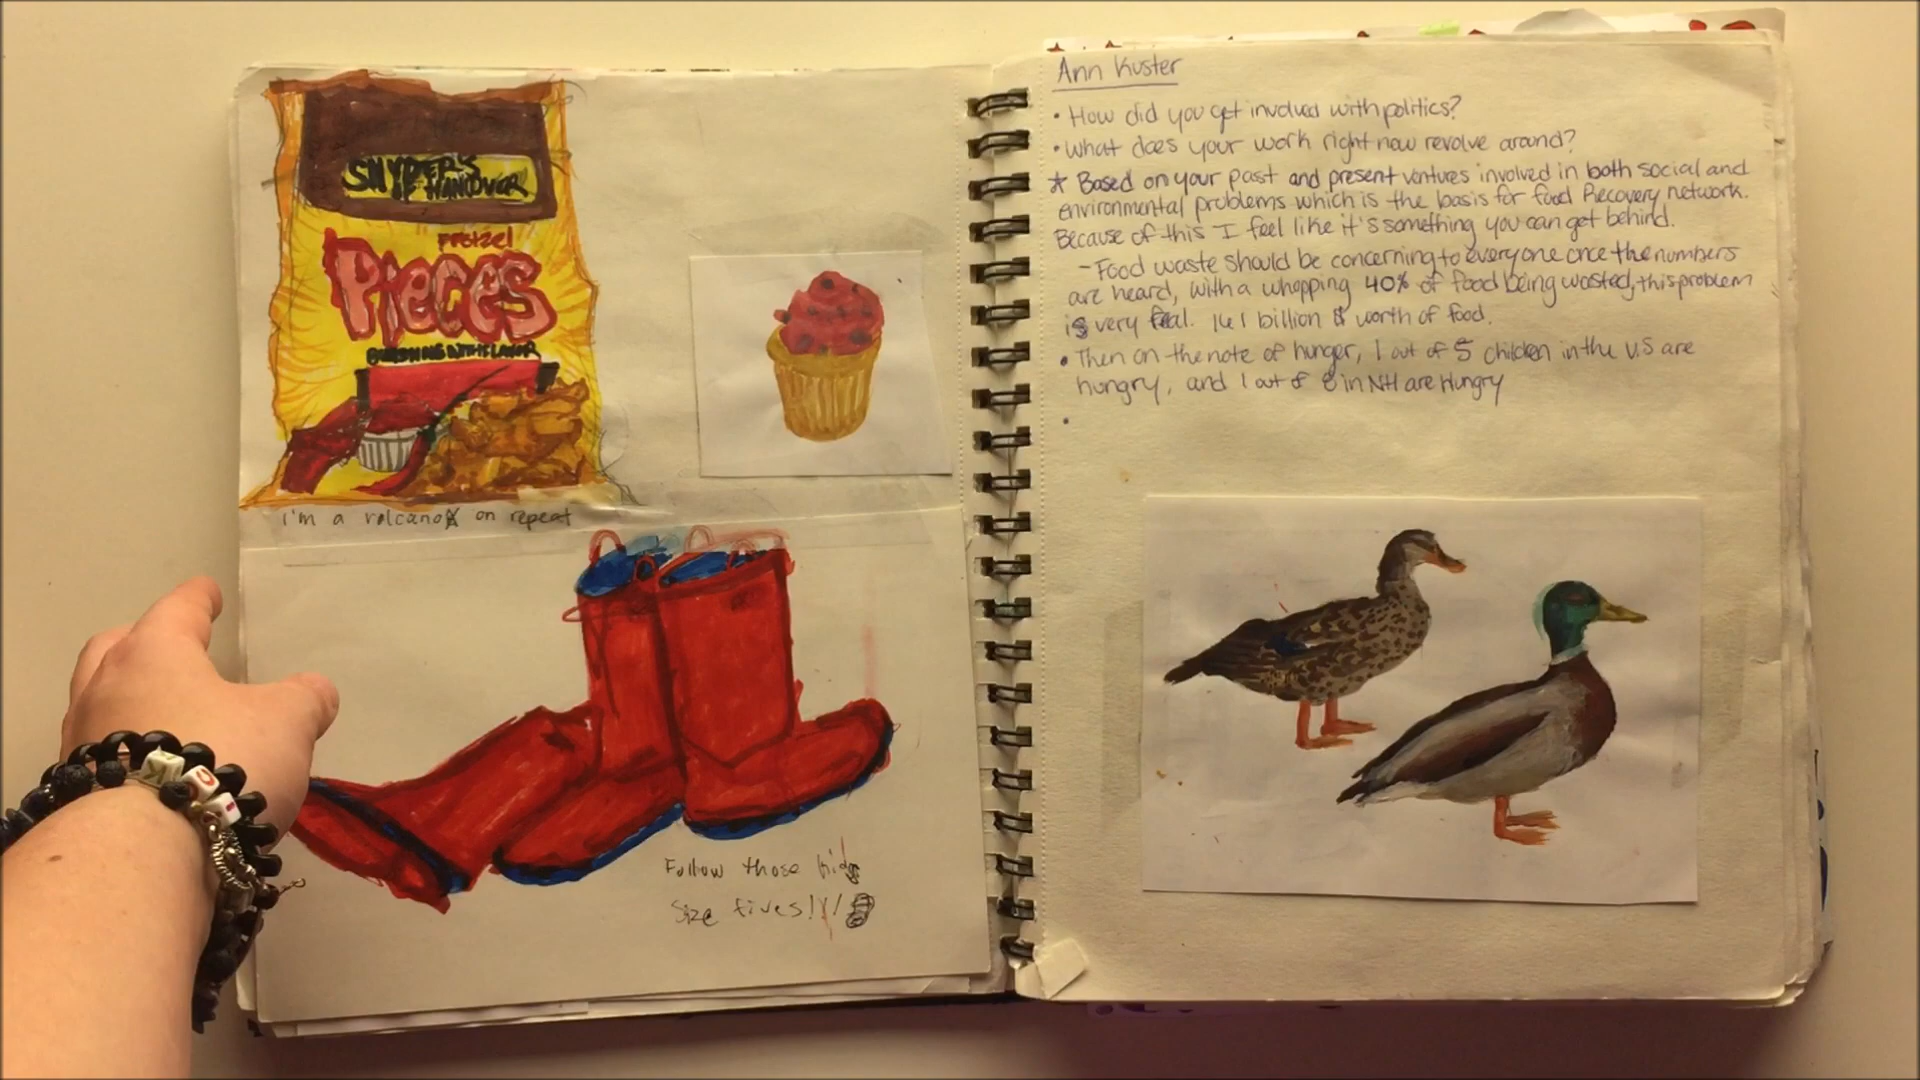 SNYDER'S
OF HANOVER
Pretzel
Pieces
i'm a volcano on repeat
Follow those kids
size fives!!!
Ann Kuster
• How did you get involved with politics?
• What does your work right now revolve around?
* Based on your past and present ventures involved in both social and
environmental problems which is the basis for food Recovery network.
Because of this I feel like it's something you can get behind.
- Food waste should be concerning to everyone once the numbers
are heard, with a whopping 40% of food being wasted, this problem
is very real. 161 billion $ worth of food.
• Then on the note of hunger, 1 out of 5 children in the U.S are
hungry, and 1 out of 8 in NH are Hungry
•